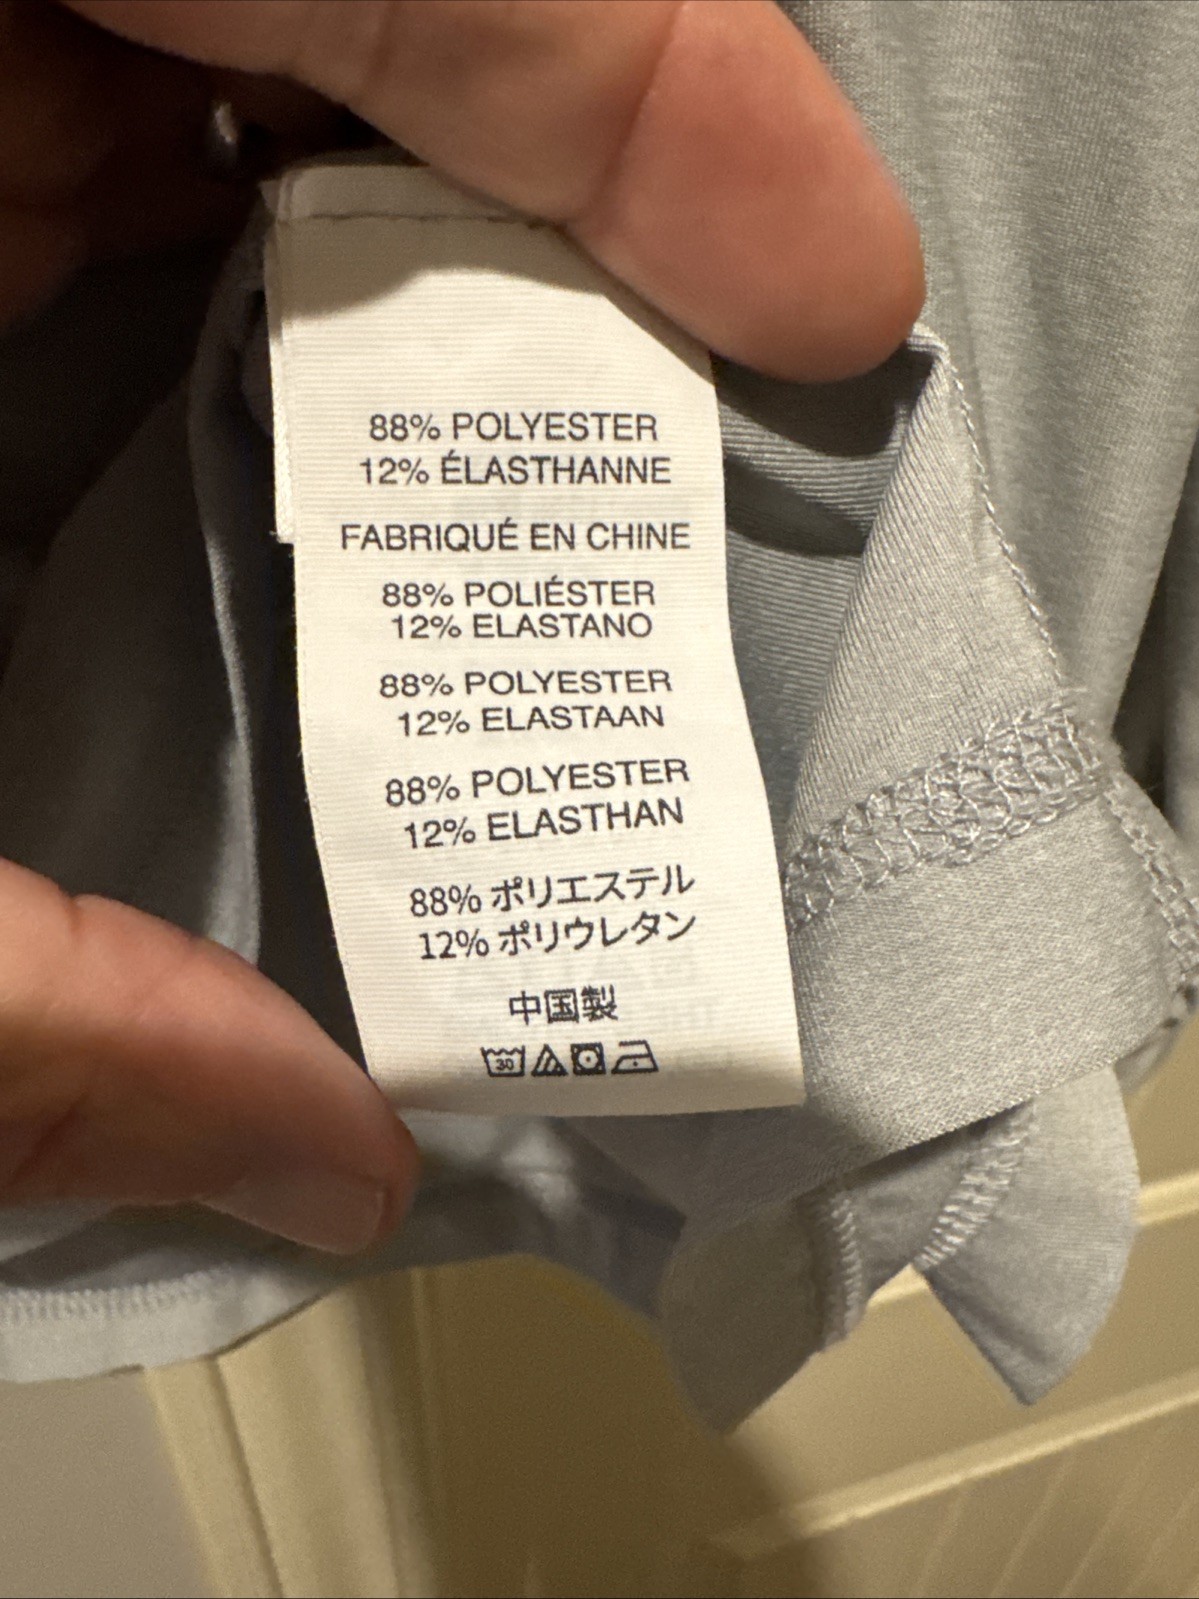 88% POLYESTER
12% ÉLASTHANNE
FABRIQUÉ EN CHINE
88% POLIÉSTER
12% ELASTANO
88% POLYESTER
12% ELASTAAN
88% POLYESTER
12% ELASTHAN
88% ポリエステル
12% ポリウレタン
中国製
30